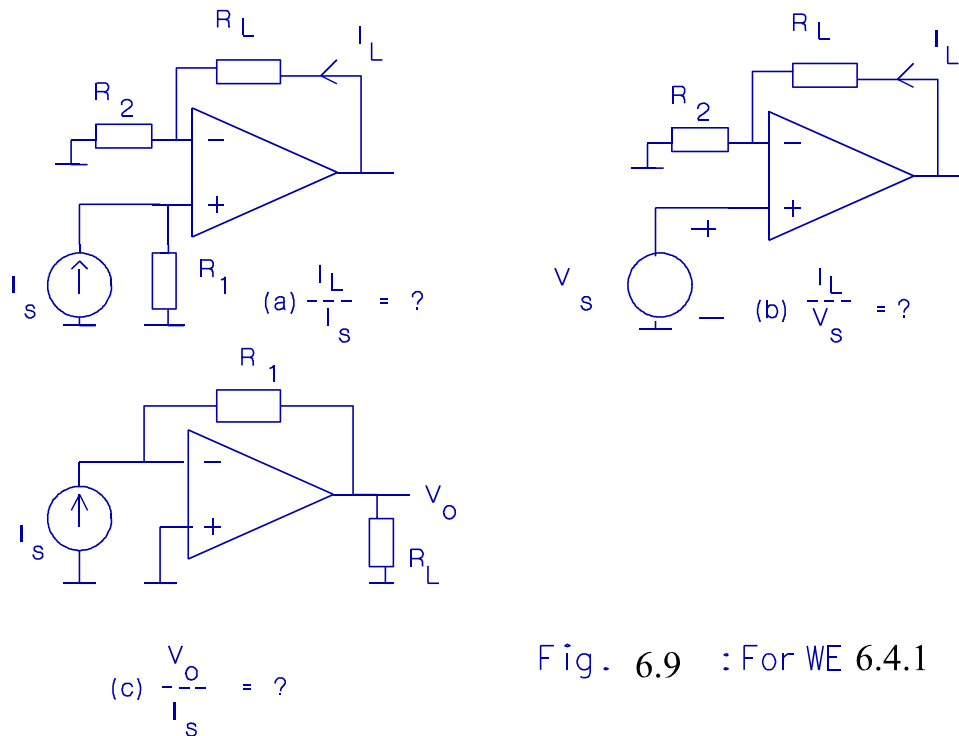 R L
I L
R 2
−
+
I S
R 1
(a) I L / I S = ?
R L
I L
R 2
−
+
+
V S
−
(b) I L / V S = ?
R 1
−
+
I S
V O
R L
(c) V O / I S = ?
Fig. 6.9 : For WE 6.4.1